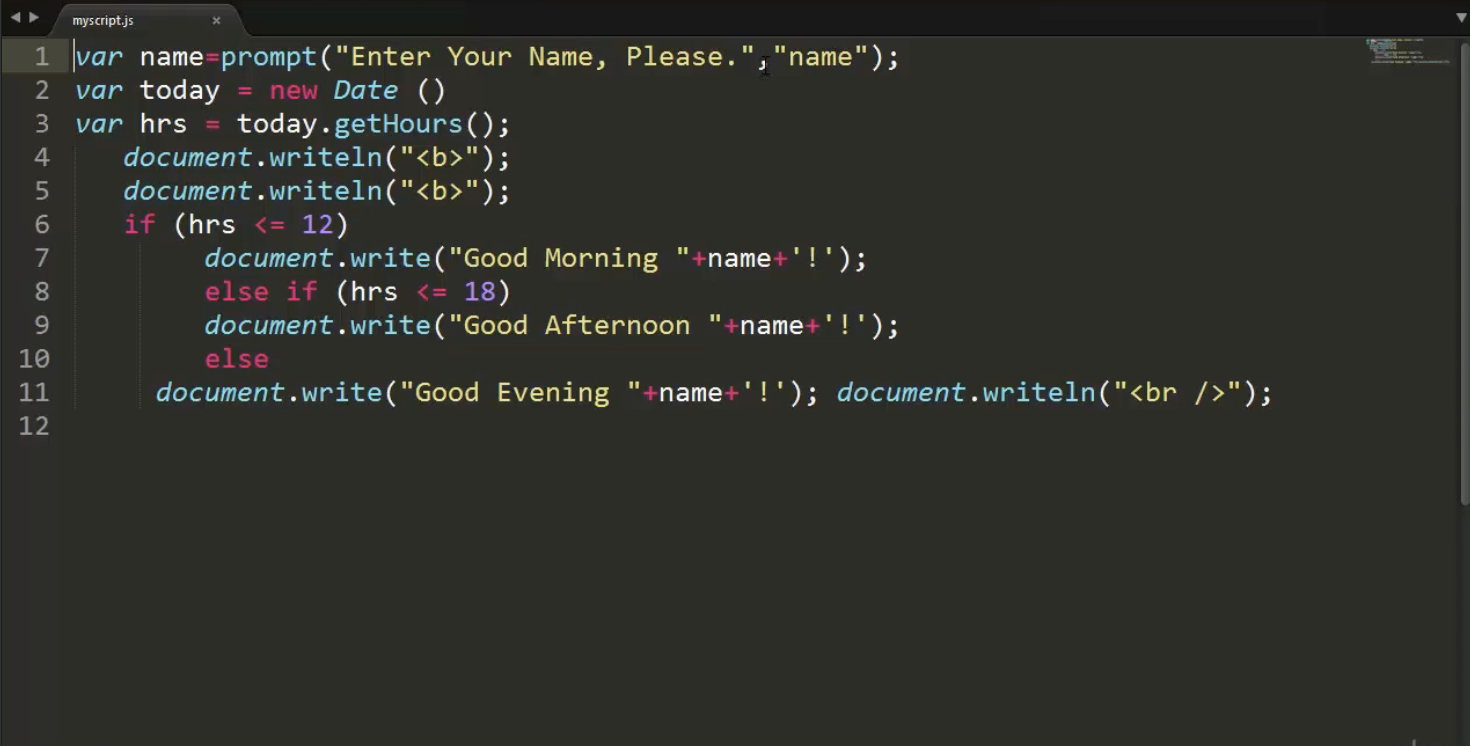 myscript.js
1 var name=prompt("Enter Your Name, Please.","name");
2 var today = new Date ()
3 var hrs = today.getHours();
4 document.writeln("<b>");
5 document.writeln("<b>");
6 if (hrs <= 12)
7 document.write("Good Morning "+name+'!');
8 else if (hrs <= 18)
9 document.write("Good Afternoon "+name+'!');
10 else
11 document.write("Good Evening "+name+'!'); document.writeln("<br />");
12